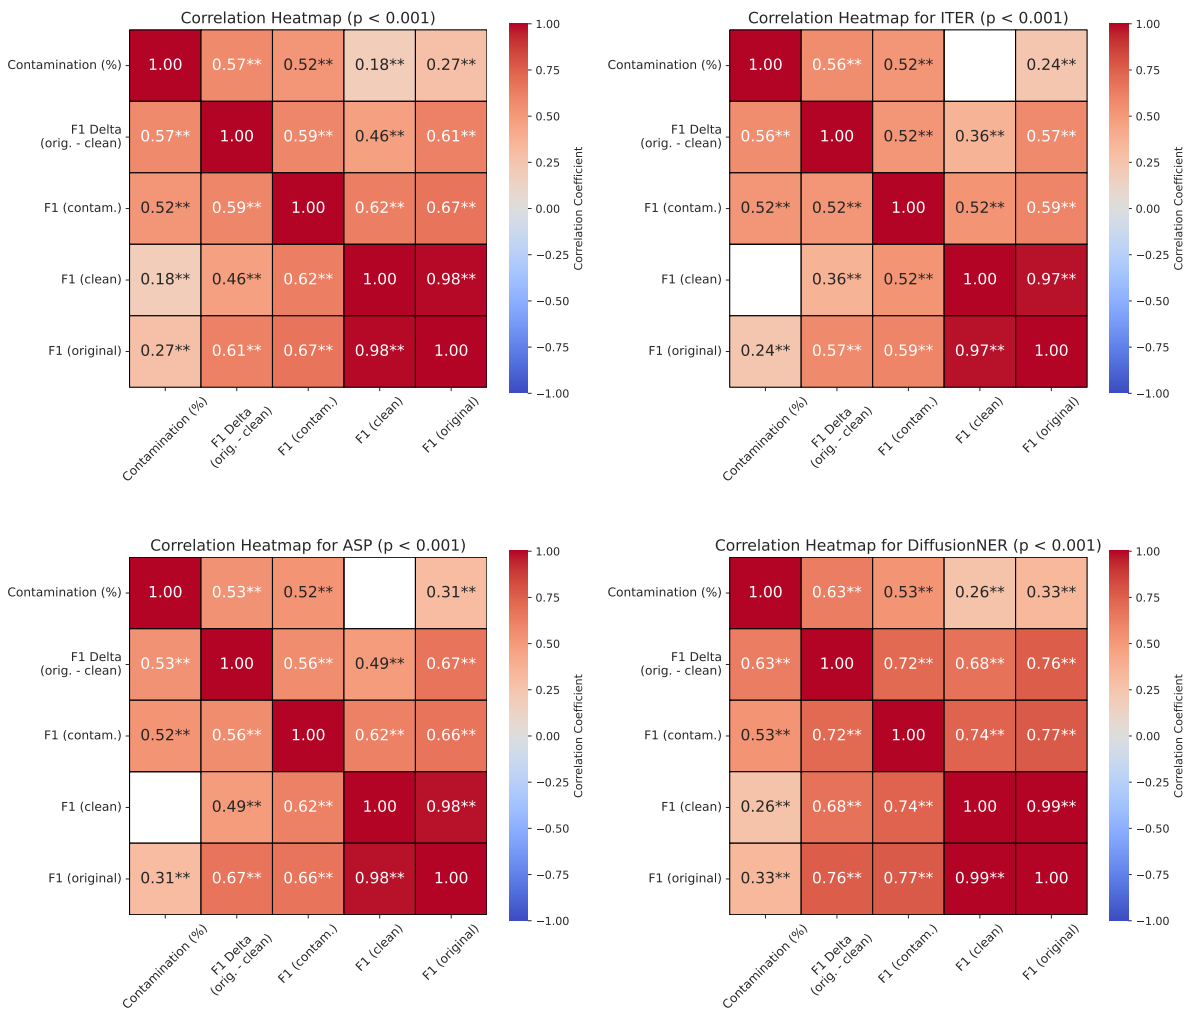 Correlation Heatmap (p < 0.001)
Contamination (%)
F1 Delta
(orig. - clean)
F1 (contam.)
F1 (clean)
F1 (original)
1.00 0.57** 0.52** 0.18** 0.27**
0.57** 1.00 0.59** 0.46** 0.61**
0.52** 0.59** 1.00 0.62** 0.67**
0.18** 0.46** 0.62** 1.00 0.98**
0.27** 0.61** 0.67** 0.98** 1.00
Contamination (%)
F1 Delta
(orig. - clean)
F1 (contam.)
F1 (clean)
F1 (original)
1.00
0.75
0.50
0.25
0.00
−0.25
−0.50
−0.75
−1.00
Correlation Coefficient
Correlation Heatmap for ITER (p < 0.001)
Contamination (%)
F1 Delta
(orig. - clean)
F1 (contam.)
F1 (clean)
F1 (original)
1.00 0.56** 0.52** 0.24**
0.56** 1.00 0.52** 0.36** 0.57**
0.52** 0.52** 1.00 0.52** 0.59**
0.36** 0.52** 1.00 0.97**
0.24** 0.57** 0.59** 0.97** 1.00
Contamination (%)
F1 Delta
(orig. - clean)
F1 (contam.)
F1 (clean)
F1 (original)
1.00
0.75
0.50
0.25
0.00
−0.25
−0.50
−0.75
−1.00
Correlation Coefficient
Correlation Heatmap for ASP (p < 0.001)
Contamination (%)
F1 Delta
(orig. - clean)
F1 (contam.)
F1 (clean)
F1 (original)
1.00 0.53** 0.52** 0.31**
0.53** 1.00 0.56** 0.49** 0.67**
0.52** 0.56** 1.00 0.62** 0.66**
0.49** 0.62** 1.00 0.98**
0.31** 0.67** 0.66** 0.98** 1.00
Contamination (%)
F1 Delta
(orig. - clean)
F1 (contam.)
F1 (clean)
F1 (original)
1.00
0.75
0.50
0.25
0.00
−0.25
−0.50
−0.75
−1.00
Correlation Coefficient
Correlation Heatmap for DiffusionNER (p < 0.001)
Contamination (%)
F1 Delta
(orig. - clean)
F1 (contam.)
F1 (clean)
F1 (original)
1.00 0.63** 0.53** 0.26** 0.33**
0.63** 1.00 0.72** 0.68** 0.76**
0.53** 0.72** 1.00 0.74** 0.77**
0.26** 0.68** 0.74** 1.00 0.99**
0.33** 0.76** 0.77** 0.99** 1.00
Contamination (%)
F1 Delta
(orig. - clean)
F1 (contam.)
F1 (clean)
F1 (original)
1.00
0.75
0.50
0.25
0.00
−0.25
−0.50
−0.75
−1.00
Correlation Coefficient